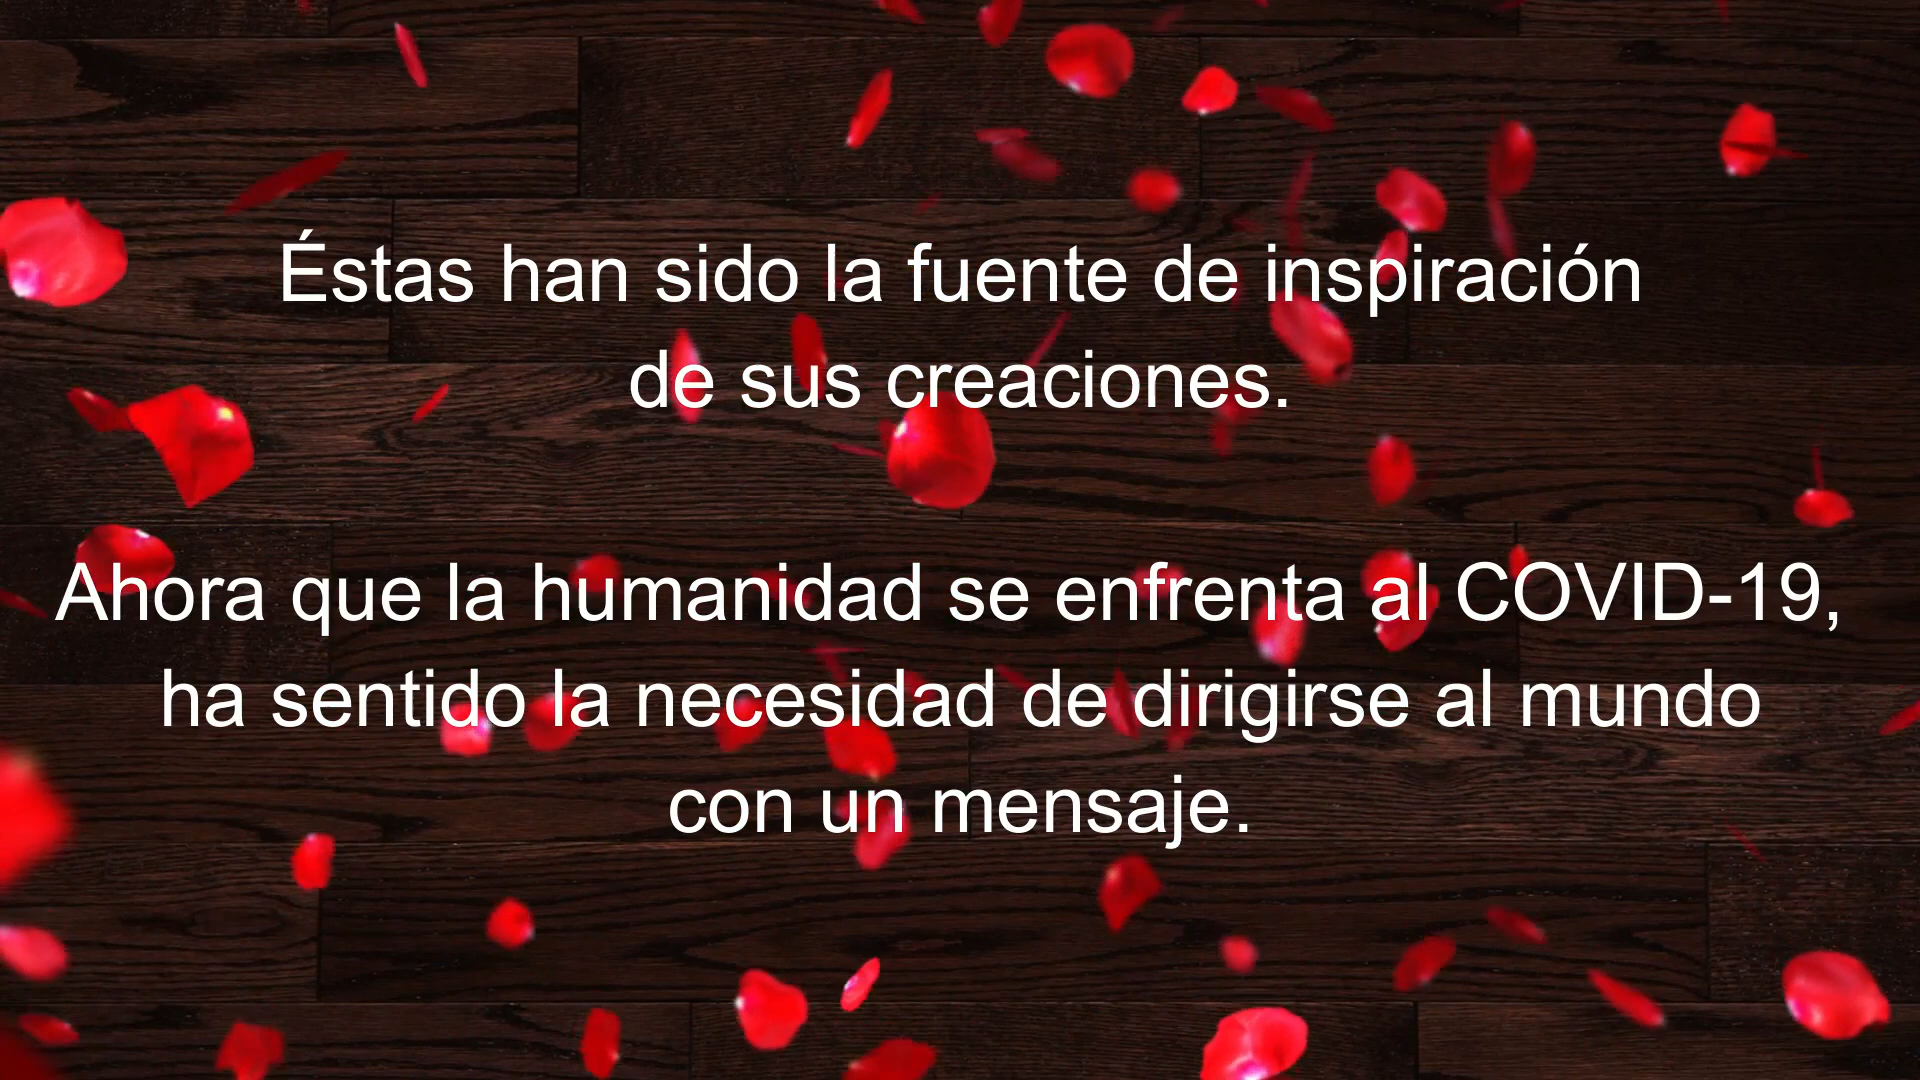 Éstas han sido la fuente de inspiración
de sus creaciones.
Ahora que la humanidad se enfrenta al COVID-19,
ha sentido la necesidad de dirigirse al mundo
con un mensaje.